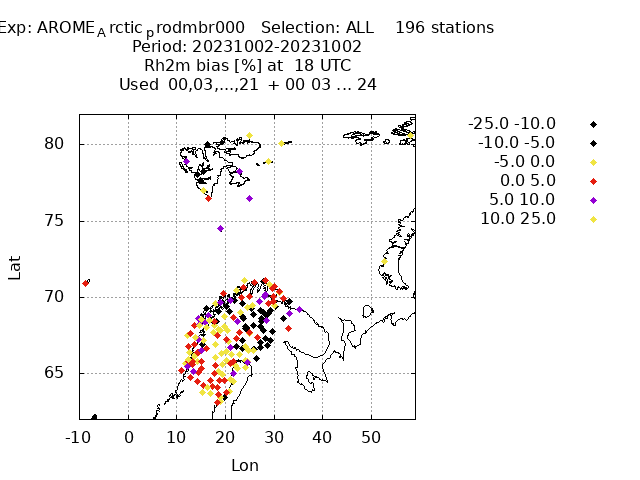 Exp: AROME_Arctic_prodmbr000 Selection: ALL 196 stations
Period: 20231002-20231002
Rh2m bias [%] at 18 UTC
Used 00,03,...,21 + 00 03 ... 24
-25.0 -10.0
-10.0 -5.0
-5.0 0.0
0.0 5.0
5.0 10.0
10.0 25.0
80
75
70
65
Lat
-10 0 10 20 30 40 50
Lon